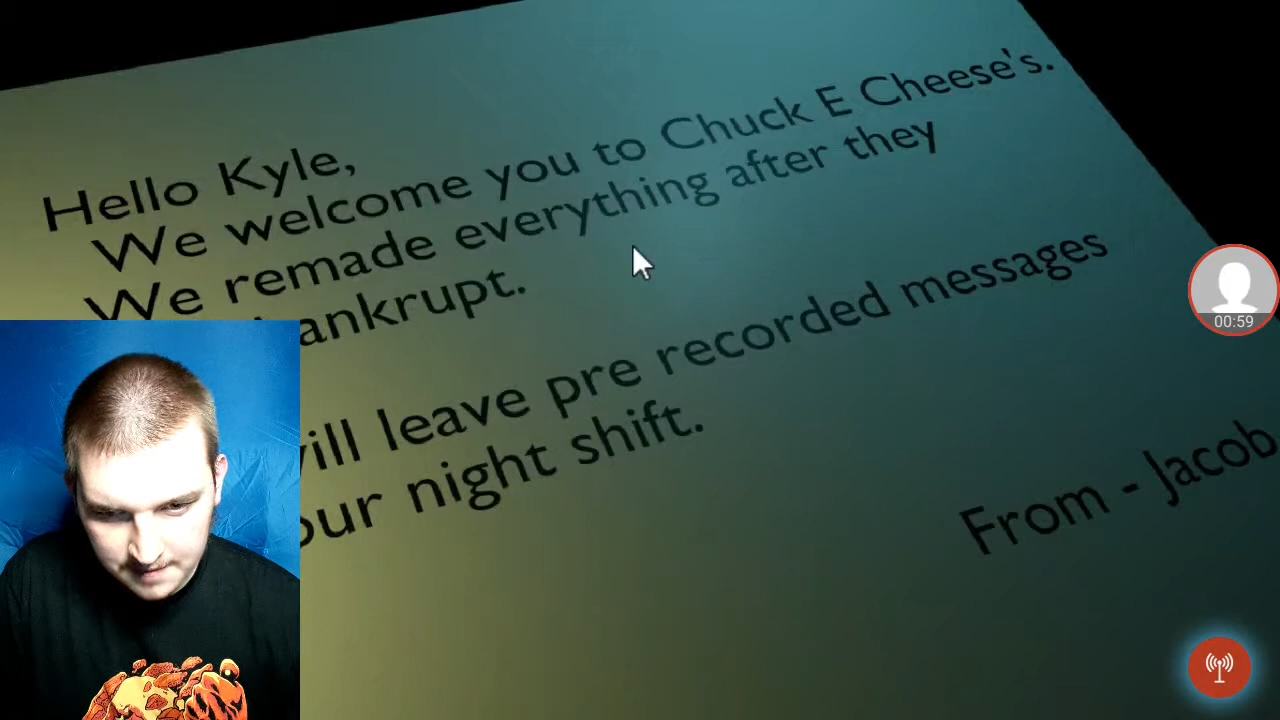 Hello Kyle,
We welcome you to Chuck E Cheese's.
We remade everything after they
ankrupt.
ill leave pre recorded messages
our night shift.
From - Jacob
00:59